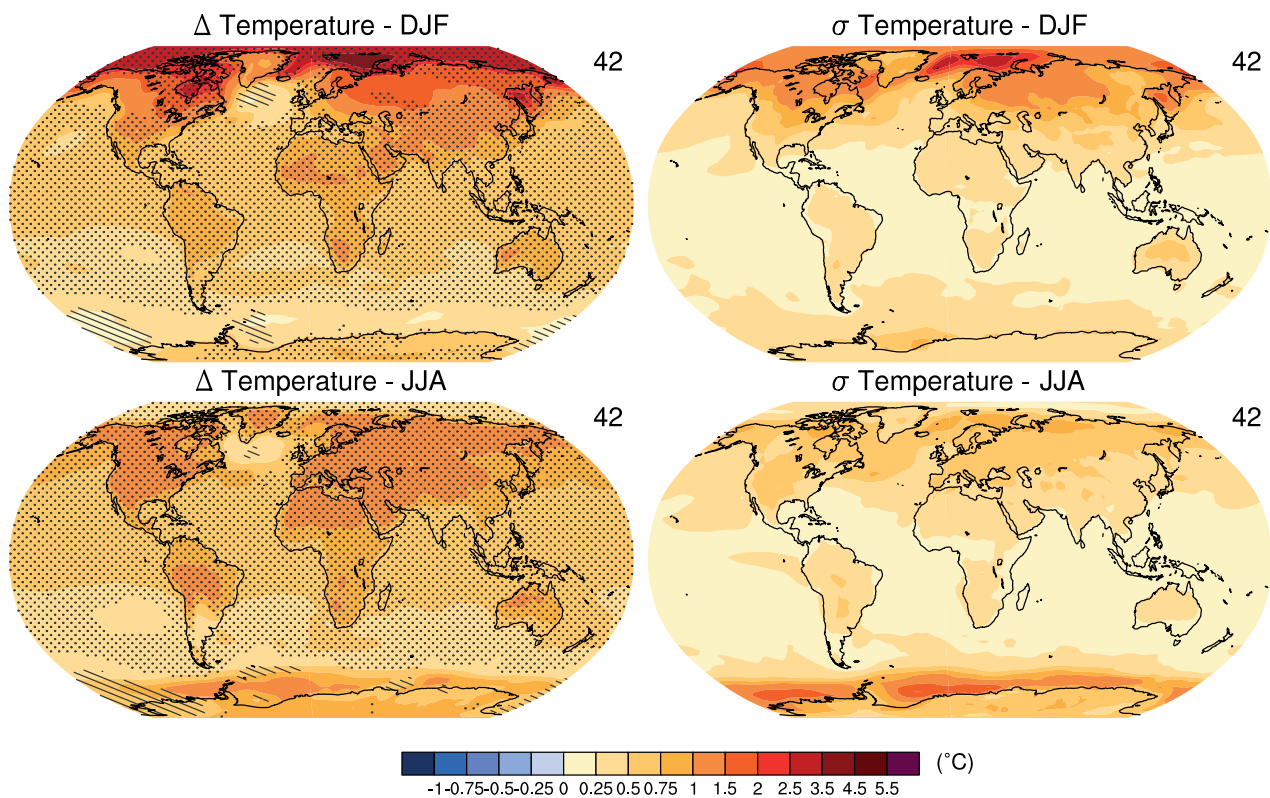 Δ Temperature - DJF
σ Temperature - DJF
42
42
Δ Temperature - JJA
σ Temperature - JJA
42
42
-1 -0.75 -0.5 -0.25 0 0.25 0.5 0.75 1 1.5 2 2.5 3.5 4.5 5.5
(°C)